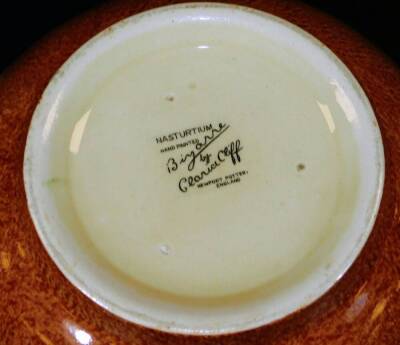 NASTURTIUM
HAND PAINTED
Bizarre
by
Clarice Cliff
NEWPORT POTTERY
ENGLAND